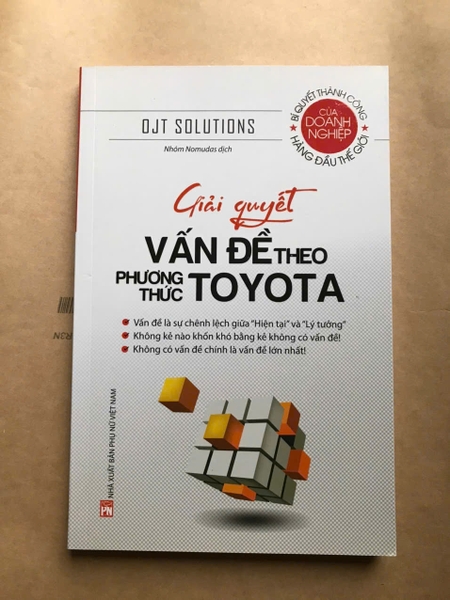 BÍ QUYẾT THÀNH CÔNG
CỦA
DOANH
NGHIỆP
HÀNG ĐẦU THẾ GIỚI
OJT SOLUTIONS
Nhóm Nomudas dịch
Giải quyết
VẤN ĐỀ THEO
PHƯƠNG
THỨC TOYOTA
Vấn đề là sự chênh lệch giữa "Hiện tại" và "Lý tưởng"
Không kẻ nào khốn khó bằng kẻ không có vấn đề!
Không có vấn đề chính là vấn đề lớn nhất!
NHÀ XUẤT BẢN PHỤ NỮ VIỆT NAM
PN
R3N